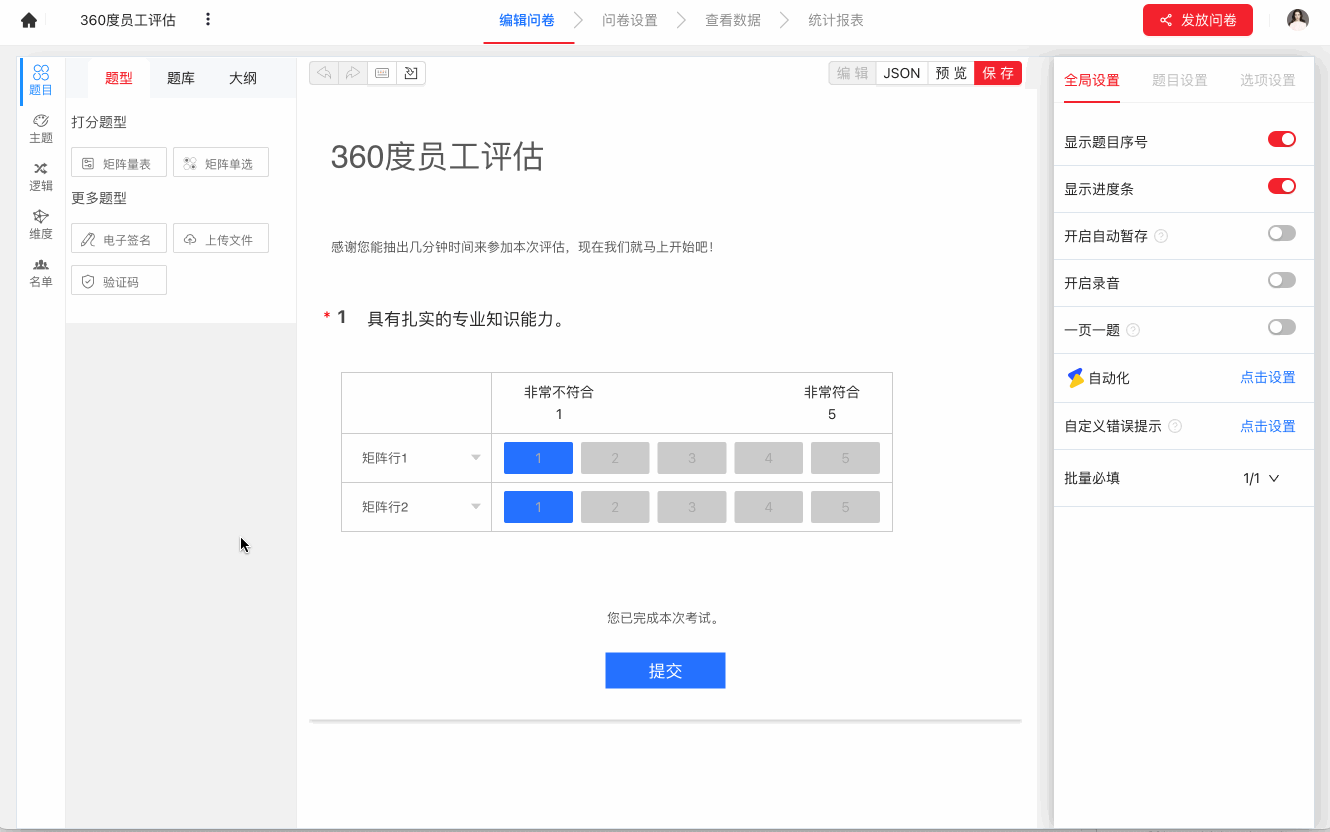 360度员工评估
编辑问卷
问卷设置
查看数据
统计报表
发放问卷
题目
主题
逻辑
维度
名单
题型
题库
大纲
打分题型
矩阵量表
矩阵单选
更多题型
电子签名
上传文件
验证码
编辑
JSON
预览
保存
360度员工评估
感谢您能抽出几分钟时间来参加本次评估，现在我们就马上开始吧！
* 1 具有扎实的专业知识能力。
非常不符合 非常符合
1 5
矩阵行1 1 2 3 4 5
矩阵行2 1 2 3 4 5
您已完成本次考试。
提交
全局设置
题目设置
选项设置
显示题目序号
显示进度条
开启自动暂存 ?
开启录音
一页一题 ?
自动化 点击设置
自定义错误提示 ? 点击设置
批量必填 1/1